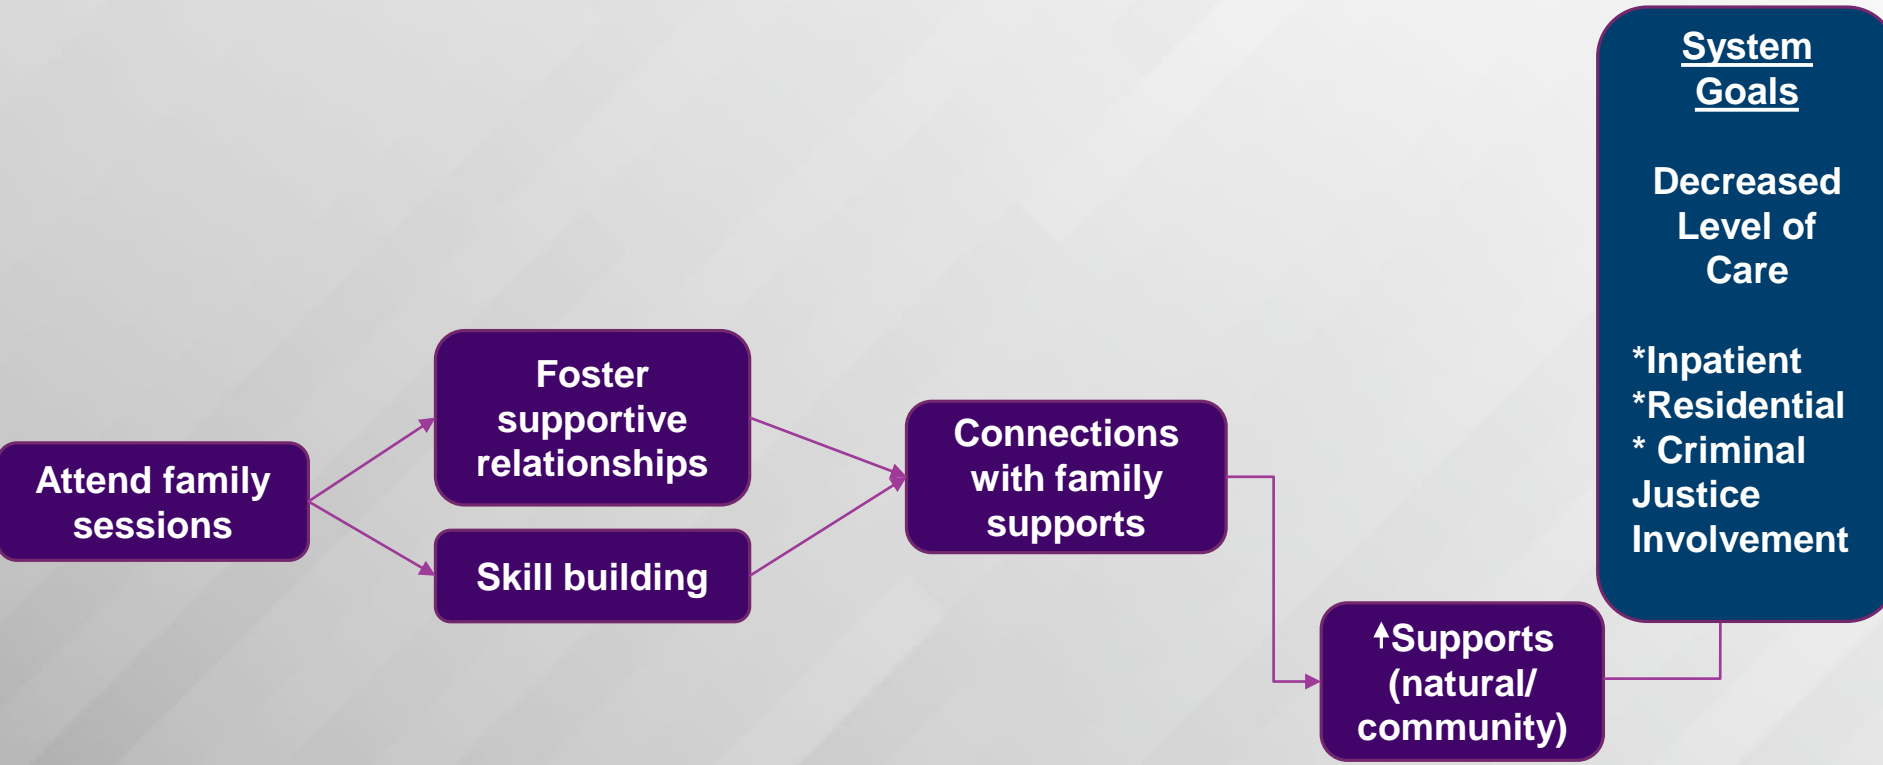 Attend family
sessions
Foster
supportive
relationships
Skill building
Connections
with family
supports
↑Supports
(natural/
community)
System
Goals
Decreased
Level of
Care
*Inpatient
*Residential
* Criminal
Justice
Involvement